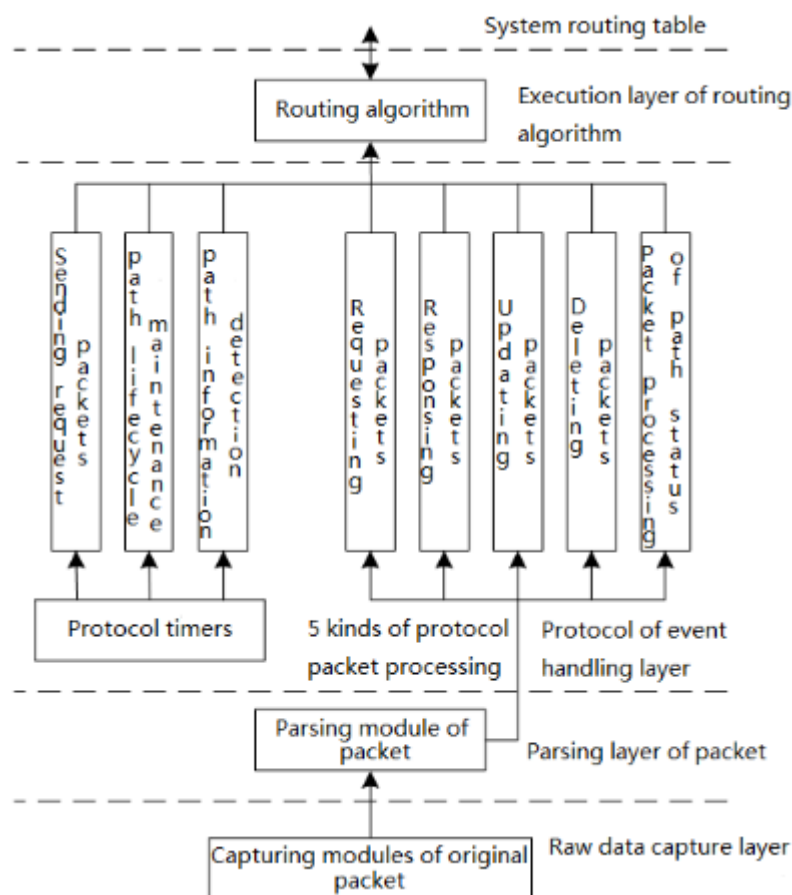 System routing table
Routing algorithm
Execution layer of routing
algorithm
Sending request
packets
path liifecycle
maintenance
path information
detection
Requesting
packets
Responsing
packets
Updating
packets
Deleting
packets
Packet processing
of path status
Protocol timers
5 kinds of protocol
packet processing
Protocol of event
handling layer
Parsing module of
packet
Parsing layer of packet
Capturing modules of original
packet
Raw data capture layer